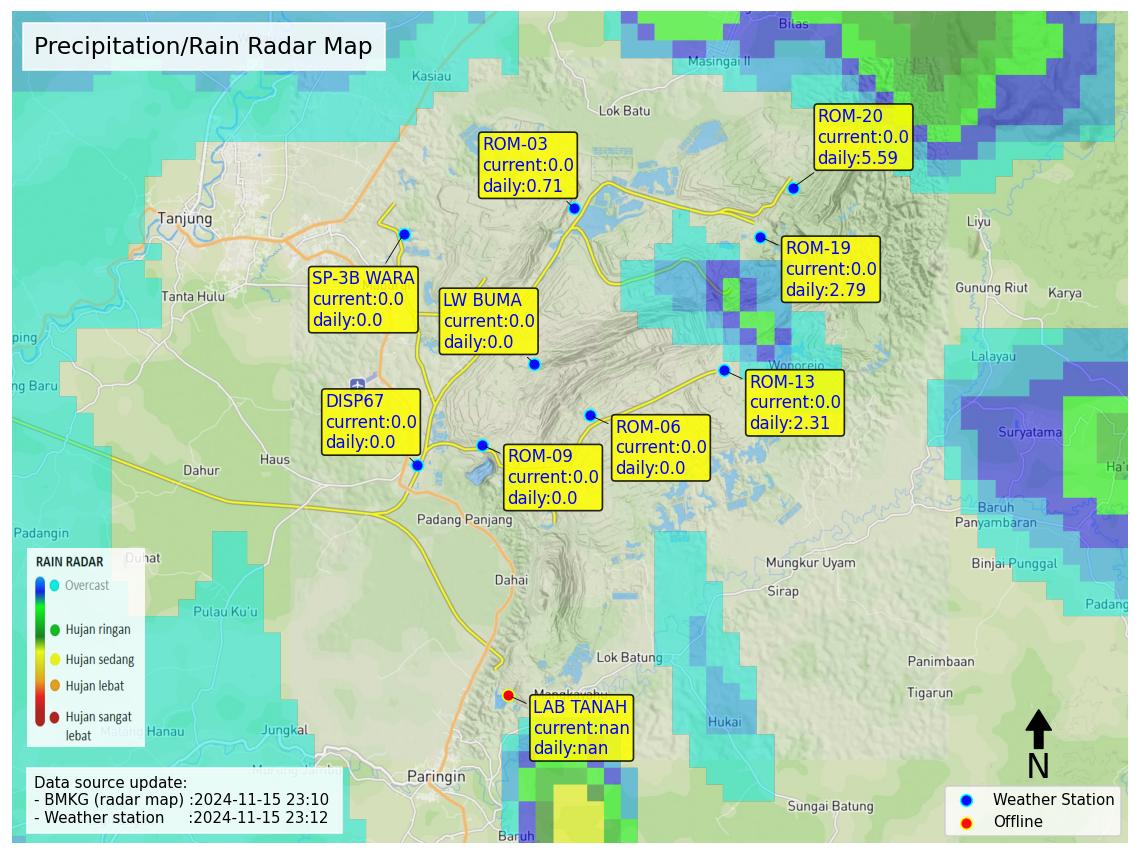 Precipitation/Rain Radar Map
Bilas
Masingai II
Kasiau
Lok Batu
ROM-20
current:0.0
daily:5.59
ROM-03
current:0.0
daily:0.71
Tanjung
Liyu
ROM-19
current:0.0
daily:2.79
SP-3B WARA
current:0.0
daily:0.0
LW BUMA
current:0.0
daily:0.0
Tanta Hulu
Gunung Riut
Karya
ping
Lalayau
Wonorejo
ng Baru
ROM-13
current:0.0
daily:2.31
DISP67
current:0.0
daily:0.0
ROM-06
current:0.0
daily:0.0
Suryatama
ROM-09
current:0.0
daily:0.0
Haus
Dahur
Ha'u
Baruh
Panyambaran
Padang Panjang
Padangin
Duhat
Mungkur Uyam
Binjai Punggal
Dahai
Sirap
Padang
Pulau Ku'u
RAIN RADAR
Overcast
Hujan ringan
Hujan sedang
Hujan lebat
Hujan sangat
lebat
Lok Batung
Panimbaan
Tigarun
Mangkayahu
LAB TANAH
current:nan
daily:nan
Hukai
Hanau
Jungkal
N
Paringin
Sungai Batung
Baruh
Data source update:
- BMKG (radar map) :2024-11-15 23:10
- Weather station :2024-11-15 23:12
Weather Station
Offline